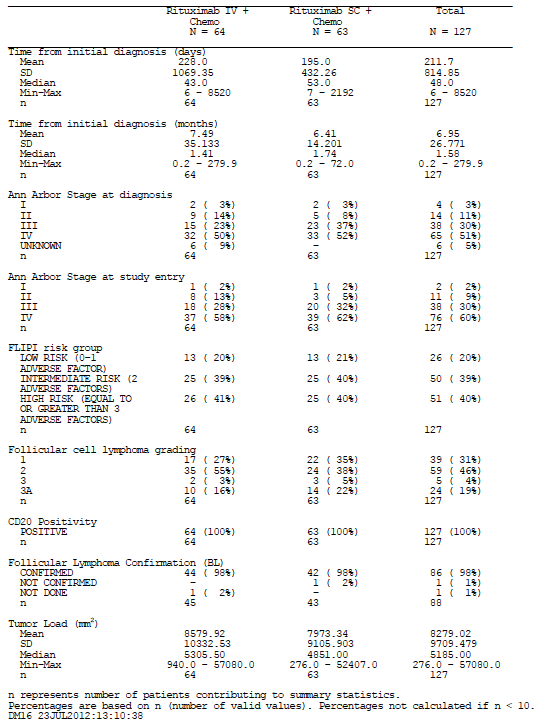 Rituximab IV + Rituximab SC + Total
Chemo Chemo
N = 64 N = 63 N = 127
Time from initial diagnosis (days)
Mean 228.0 195.0 211.7
SD 1069.35 432.26 814.85
Median 43.0 53.0 48.0
Min-Max 6 - 8520 7 - 2192 6 - 8520
n 64 63 127
Time from initial diagnosis (months)
Mean 7.49 6.41 6.95
SD 35.133 14.201 26.771
Median 1.41 1.74 1.58
Min-Max 0.2 - 279.9 0.2 - 72.0 0.2 - 279.9
n 64 63 127
Ann Arbor Stage at diagnosis
I 2 ( 3%) 2 ( 3%) 4 ( 3%)
II 9 ( 14%) 5 ( 8%) 14 ( 11%)
III 15 ( 23%) 23 ( 37%) 38 ( 30%)
IV 32 ( 50%) 33 ( 52%) 65 ( 51%)
UNKNOWN 6 ( 9%) - 6 ( 5%)
n 64 63 127
Ann Arbor Stage at study entry
I 1 ( 2%) 1 ( 2%) 2 ( 2%)
II 8 ( 13%) 3 ( 5%) 11 ( 9%)
III 18 ( 28%) 20 ( 32%) 38 ( 30%)
IV 37 ( 58%) 39 ( 62%) 76 ( 60%)
n 64 63 127
FLIPI risk group
LOW RISK (0-1 13 ( 20%) 13 ( 21%) 26 ( 20%)
ADVERSE FACTOR)
INTERMEDIATE RISK (2 25 ( 39%) 25 ( 40%) 50 ( 39%)
ADVERSE FACTORS)
HIGH RISK (EQUAL TO 26 ( 41%) 25 ( 40%) 51 ( 40%)
OR GREATER THAN 3
ADVERSE FACTORS)
n 64 63 127
Follicular cell lymphoma grading
1 17 ( 27%) 22 ( 35%) 39 ( 31%)
2 35 ( 55%) 24 ( 38%) 59 ( 46%)
3 2 ( 3%) 3 ( 5%) 5 ( 4%)
3A 10 ( 16%) 14 ( 22%) 24 ( 19%)
n 64 63 127
CD20 Positivity
POSITIVE 64 (100%) 63 (100%) 127 (100%)
n 64 63 127
Follicular Lymphoma Confirmation (BL)
CONFIRMED 44 ( 98%) 42 ( 98%) 86 ( 98%)
NOT CONFIRMED - 1 ( 2%) 1 ( 1%)
NOT DONE 1 ( 2%) - 1 ( 1%)
n 45 43 88
Tumor Load (mm²)
Mean 8579.92 7973.34 8279.02
SD 10332.53 9105.903 9709.479
Median 5305.50 4851.00 5185.00
Min-Max 940.0 - 57080.0 276.0 - 52407.0 276.0 - 57080.0
n 64 63 127
n represents number of patients contributing to summary statistics.
Percentages are based on n (number of valid values). Percentages not calculated if n < 10.
DM16 23JUL2012:13:10:38